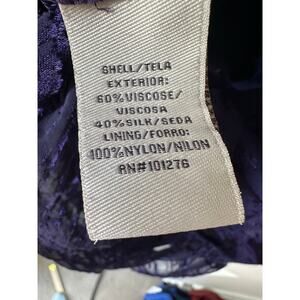 SHELL/TELA
EXTERIOR:
60%VISCOSE/
VISCOSA
40%SILK/SEDA
LINING/FORRO:
100%NYLON/NILON
RN#101276